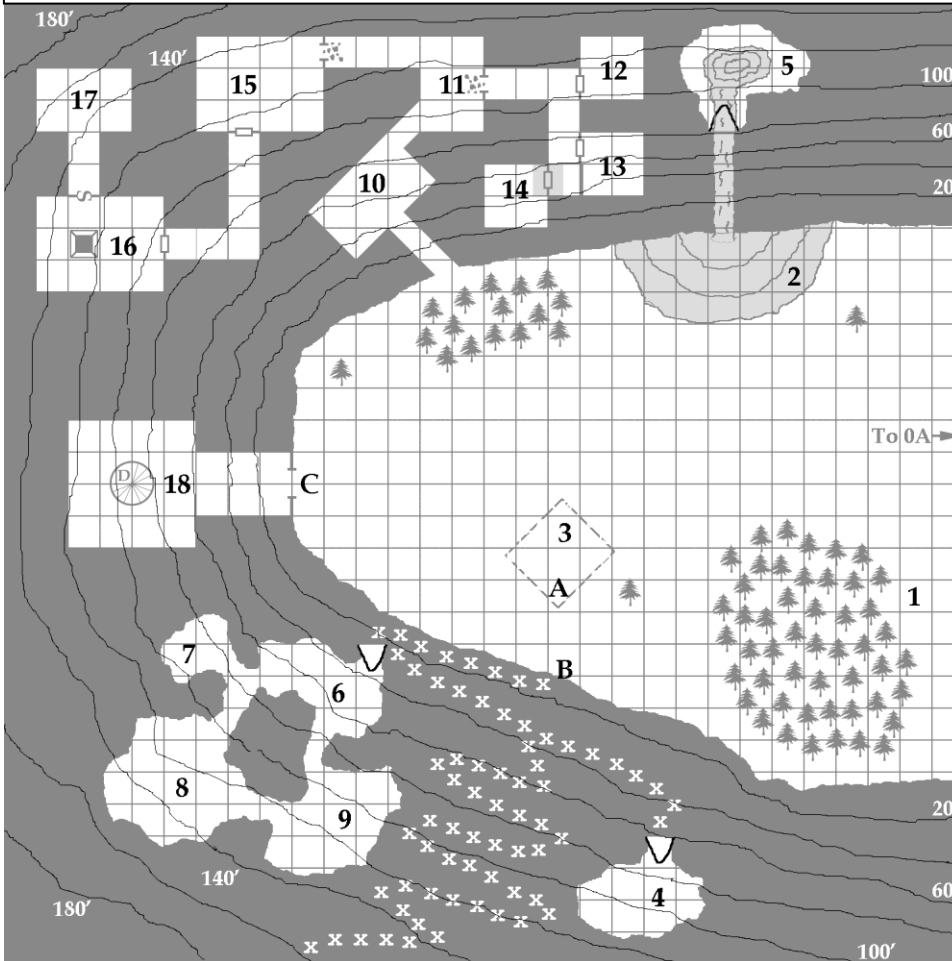 180′
140′
17
15
11
12
5
100′
60′
10
14
13
20′
S
16
2
To 0A
D
18
C
3
A
1
B
7
6
8
9
20′
140′
4
60′
180′
100′
x x x x x x x x
x x x x x x x x x x x x x x
x x x x x x x x x x x x x
x x x x x x x x x x x x x
x x x x x x x x x x x
x x x x x x